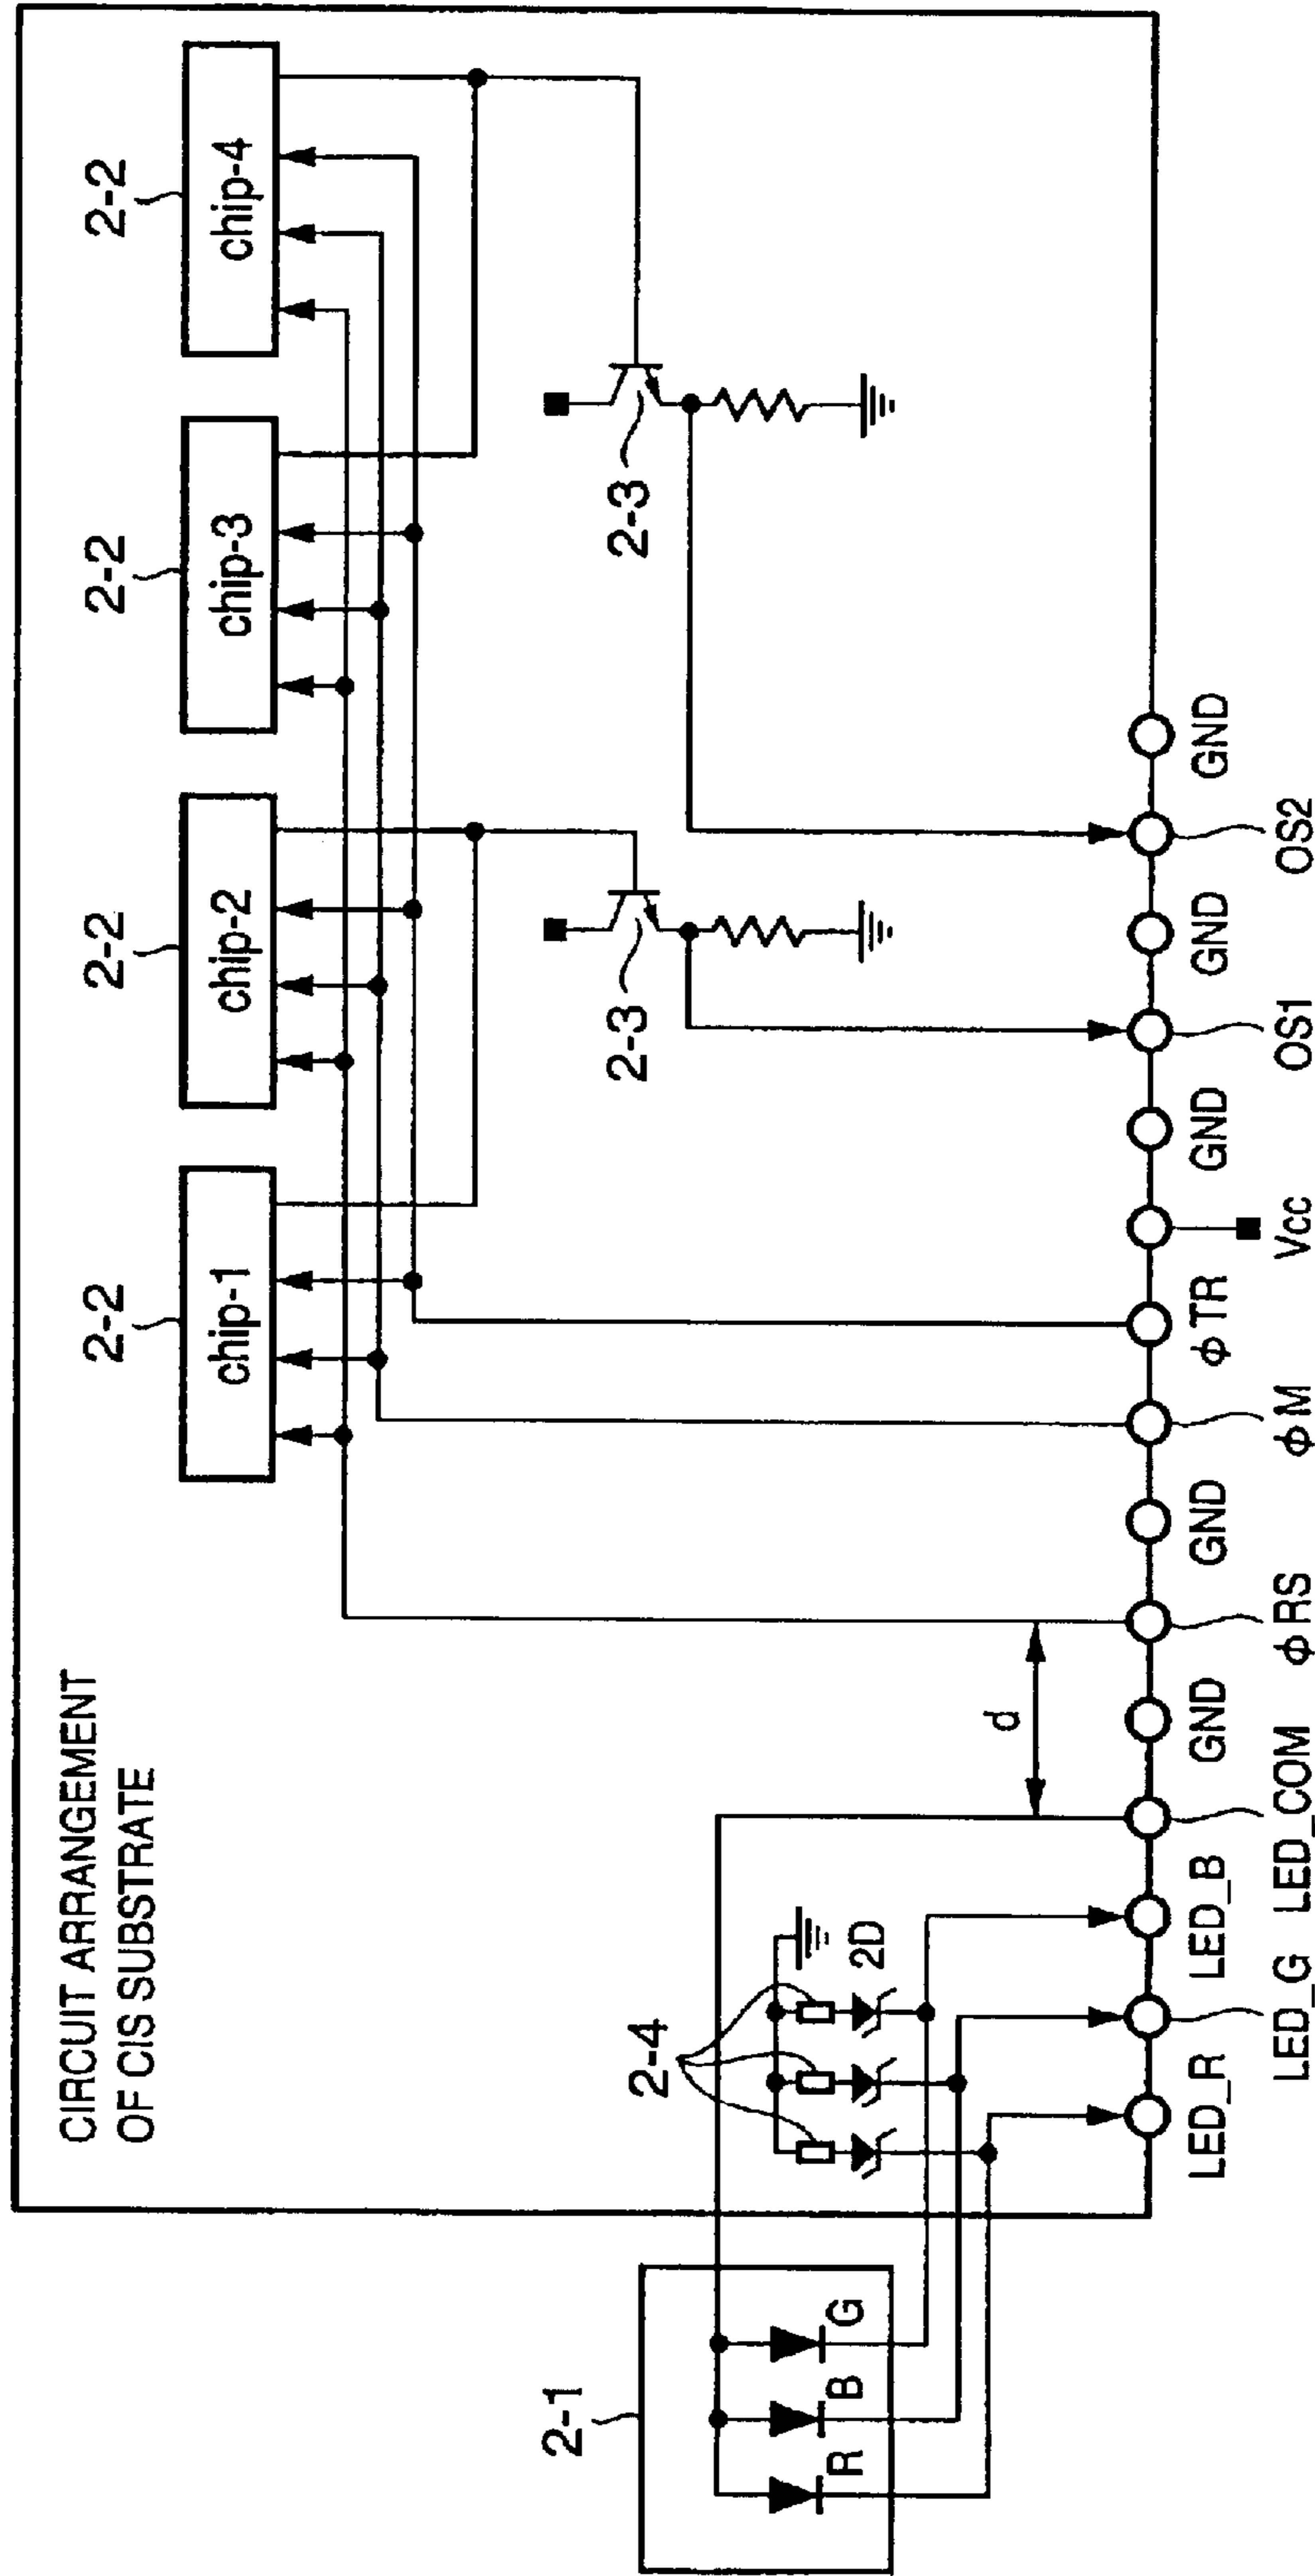 CIRCUIT ARRANGEMENT
OF CIS SUBSTRATE
2-2
2-2
2-2
2-2
chip-1
chip-2
chip-3
chip-4
2-1
R
B
G
2-4
2D
2-3
2-3
d
LED_R
LED_G
LED_B
LED_COM
GND
φRS
GND
φM
φTR
Vcc
GND
OS1
GND
OS2
GND